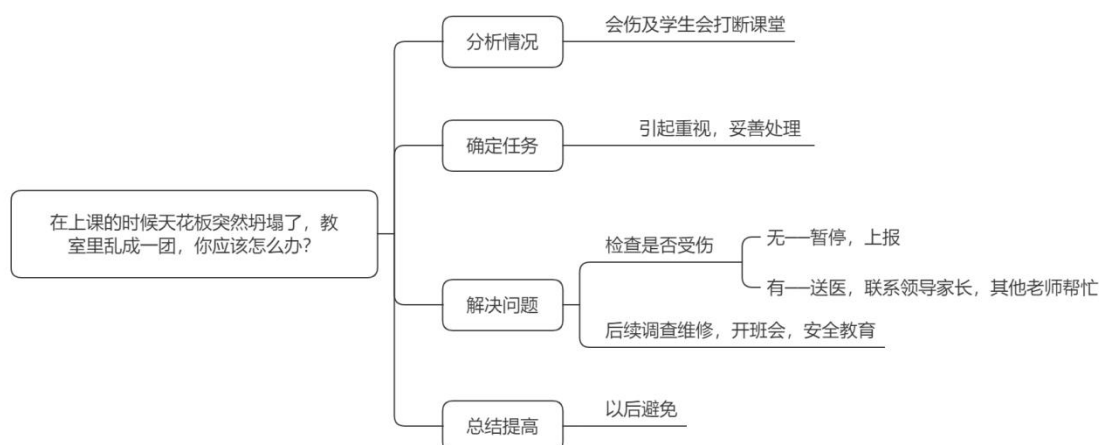 在上课的时候天花板突然坍塌了，教
室里乱成一团，你应该怎么办？
分析情况
会伤及学生会打断课堂
确定任务
引起重视，妥善处理
解决问题
检查是否受伤
无──暂停，上报
有──送医，联系领导家长，其他老师帮忙
后续调查维修，开班会，安全教育
总结提高
以后避免